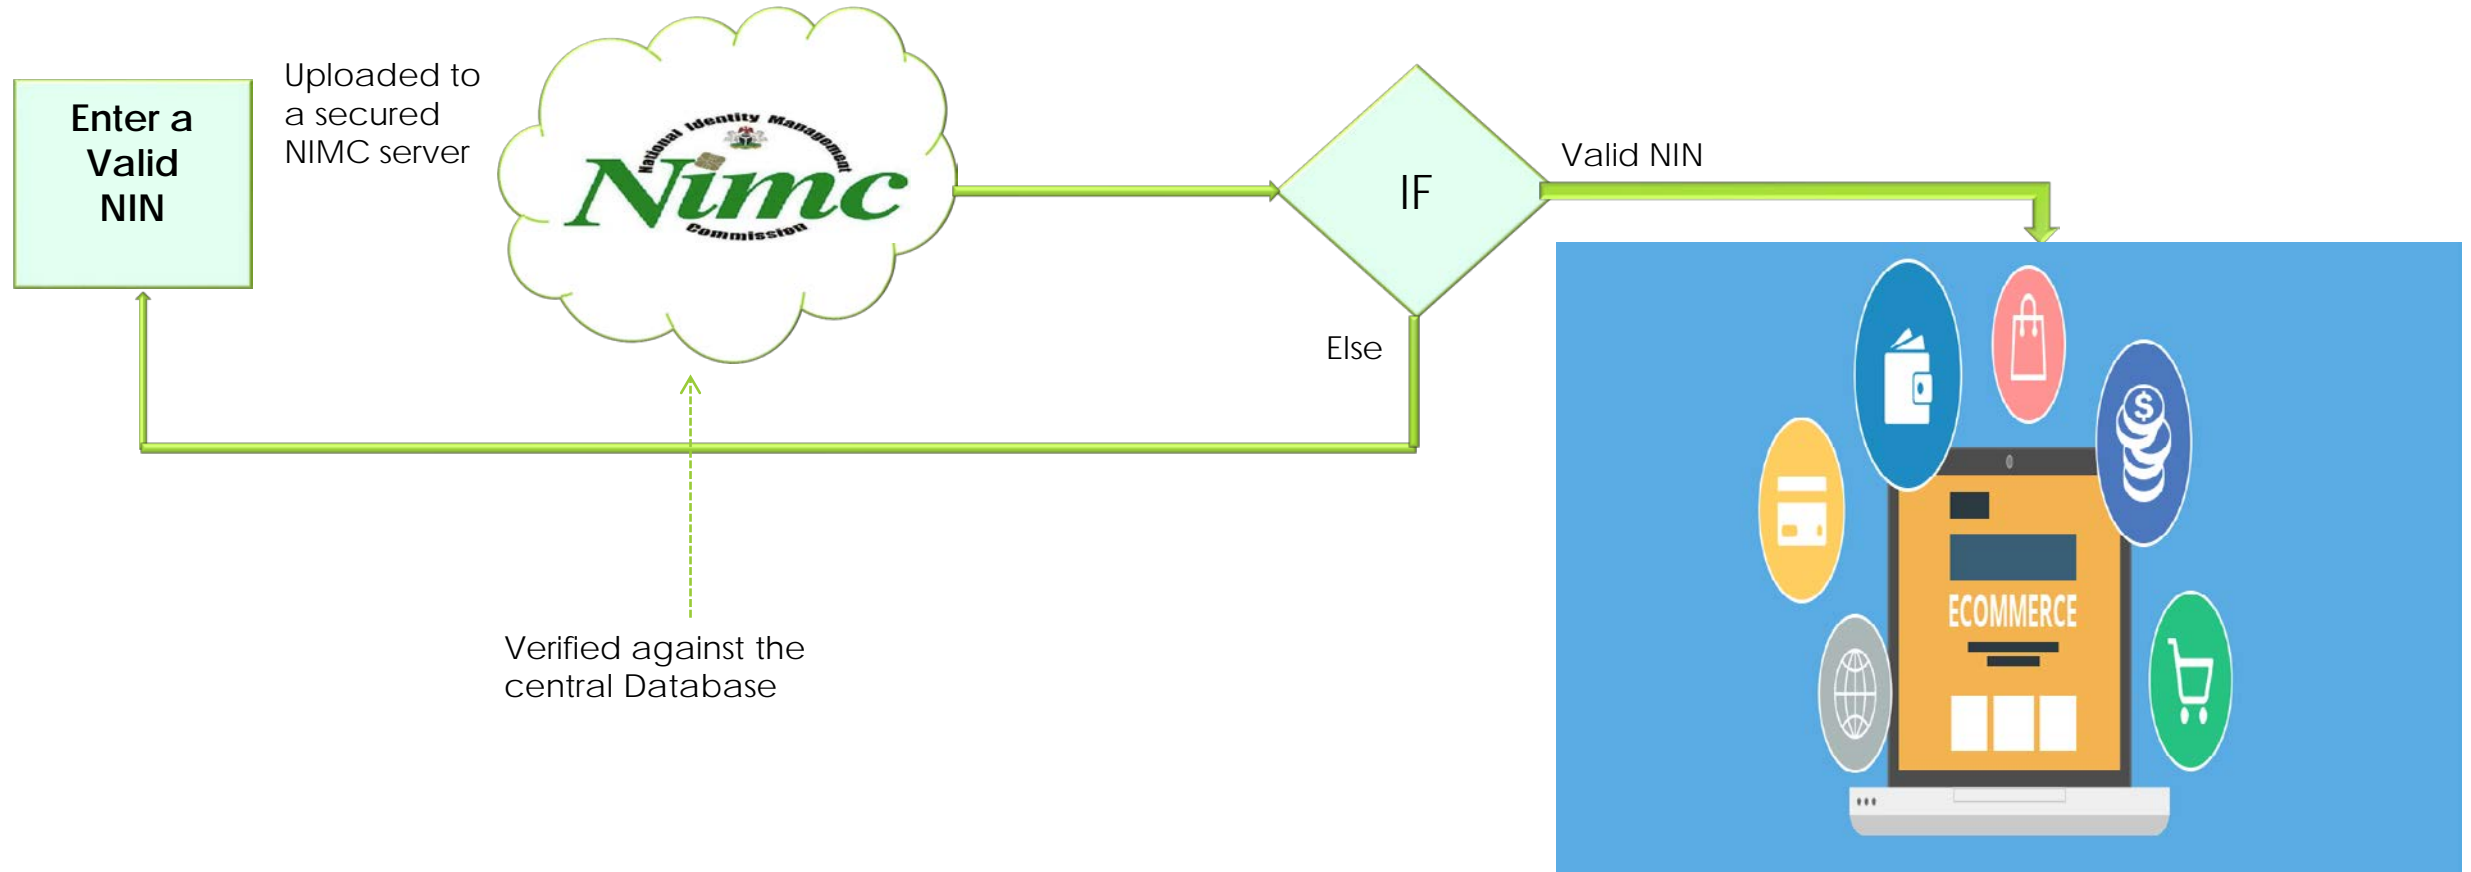 Enter a
Valid
NIN
Uploaded to
a secured
NIMC server
National Identity Management
Nimc
Commission
IF
Valid NIN
Else
Verified against the
central Database
$
ECOMMERCE